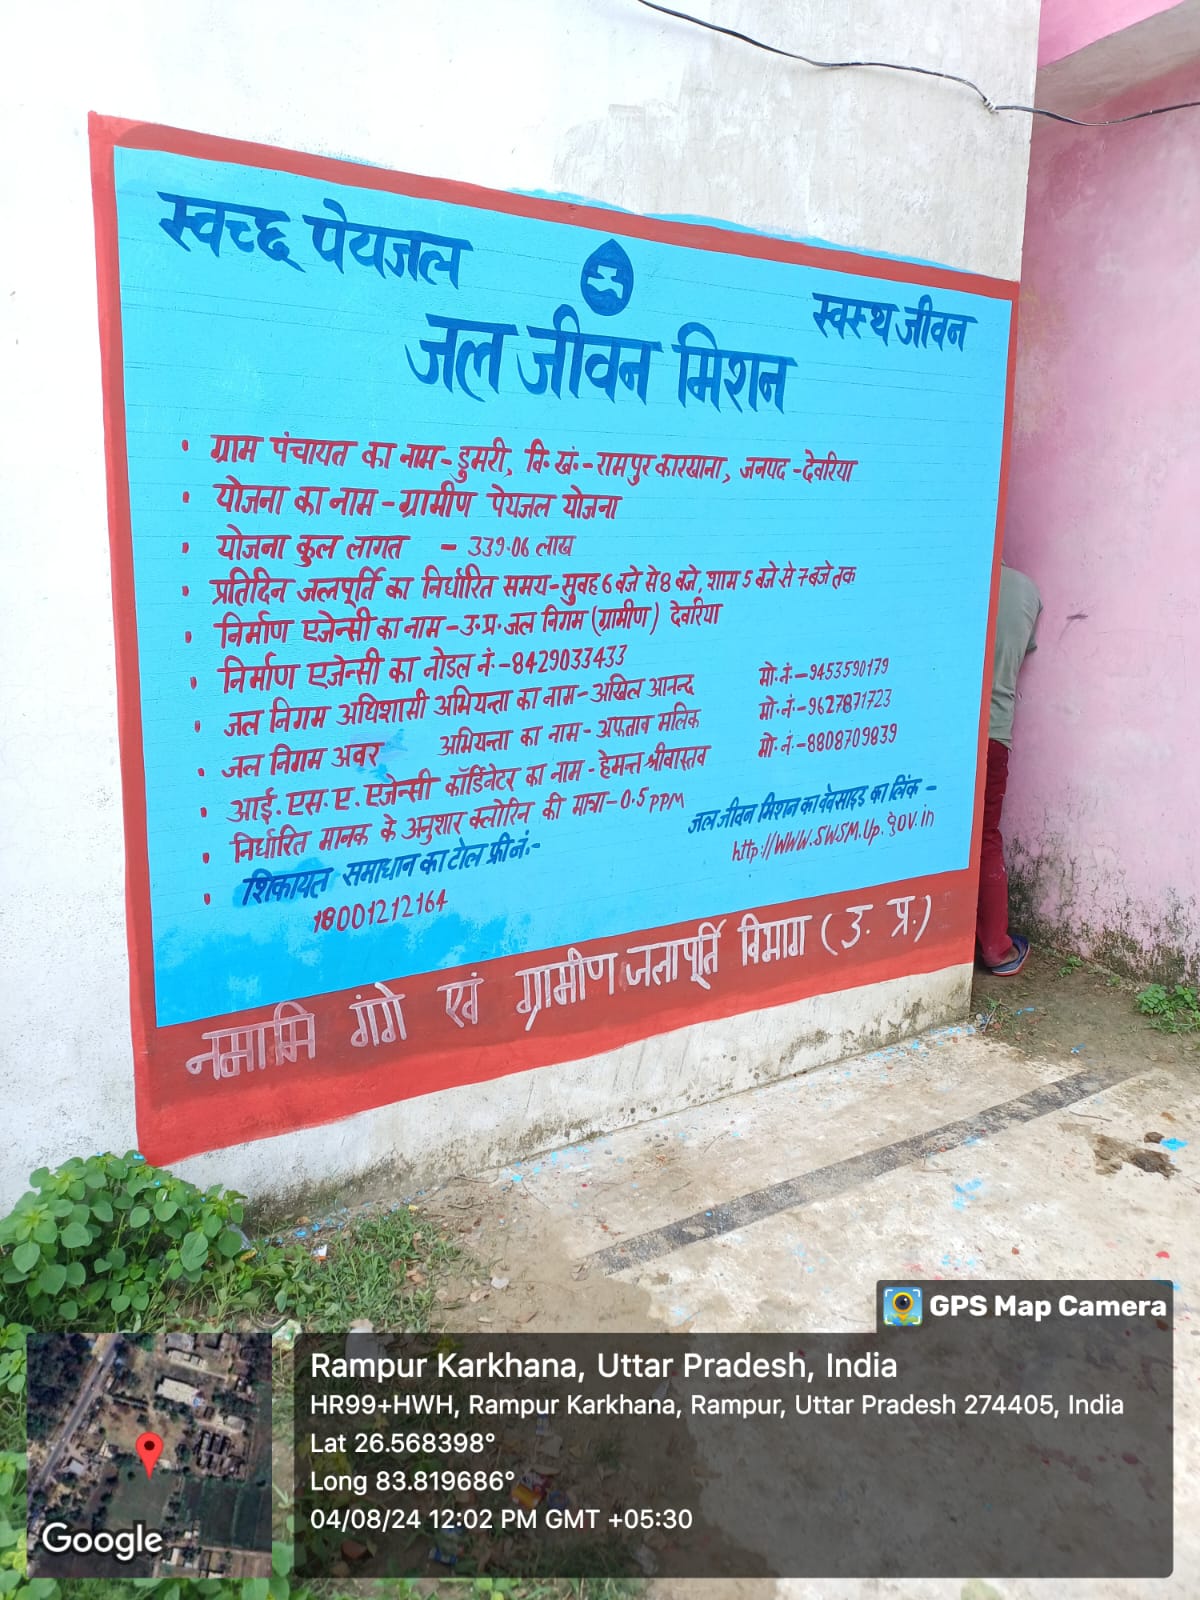 स्वच्छ पेयजल
स्वस्थ जीवन
जल जीवन मिशन
• ग्राम पंचायत का नाम - डुमरी, वि.खं.- रामपुर कारखाना, जनपद - देवरिया
• योजना का नाम - ग्रामीण पेयजल योजना
• योजना कुल लागत - 339.06 लाख
• प्रतिदिन जलपूर्ति का निर्धारित समय - सुवह 6 बजे से 8 बजे, शाम 5 बजे से 7 बजे तक
• निर्माण एजेन्सी का नाम - उ.प्र. जल निगम (ग्रामीण) देवरिया
• निर्माण एजेन्सी का नोडल नं.- 8429033433
• जल निगम अधिशासी अभियन्ता का नाम - अखिल आनन्द मो.नं.- 9453590179
• जल निगम अवर अभियन्ता का नाम - अफताव मलिक मो.नं.- 9627871723
• आई. एस. ए. एजेन्सी कॉर्डिनेटर का नाम - हेमन्त श्रीवास्तव मो.नं.- 8808709839
• निर्धारित मानक के अनुशार क्लोरिन की मात्रा - 0.5 PPM
• शिकायत समाधान का टोल फ्री नं.-
18001212164
जल जीवन मिशन का वेवसाइड का लिंक -
http://WWW.SWSM.Up.gov.in
नमामि गंगे एवं ग्रामीण जलापूर्ति विभाग (उ. प्र.)
GPS Map Camera
Rampur Karkhana, Uttar Pradesh, India
HR99+HWH, Rampur Karkhana, Rampur, Uttar Pradesh 274405, India
Lat 26.568398°
Long 83.819686°
04/08/24 12:02 PM GMT +05:30
Google